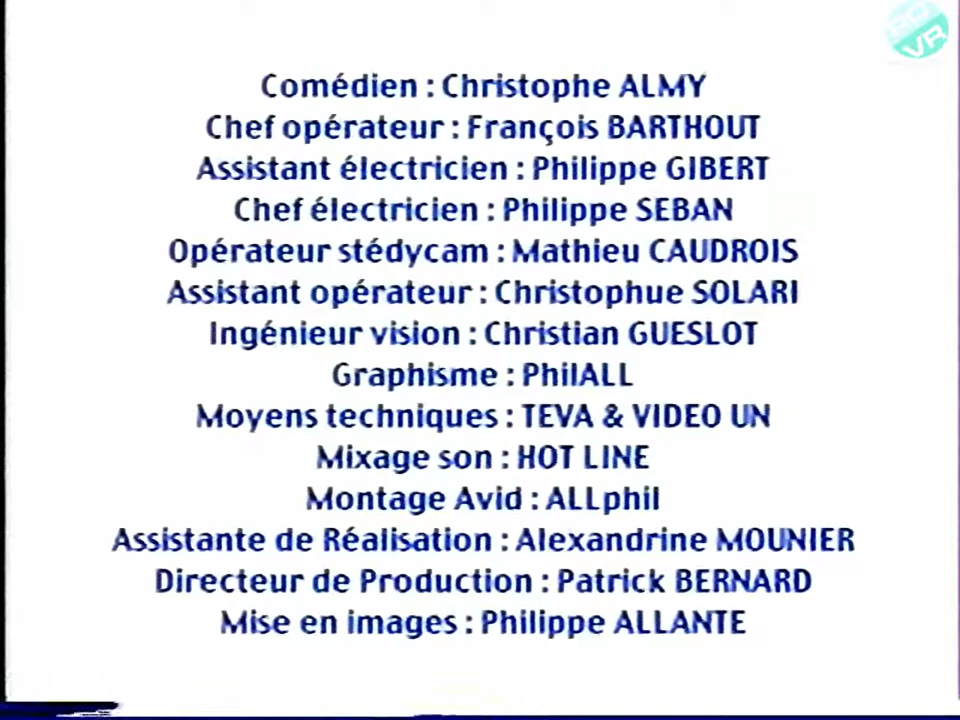 Comédien : Christophe ALMY
Chef opérateur : François BARTHOUT
Assistant électricien : Philippe GIBERT
Chef électricien : Philippe SEBAN
Opérateur stédycam : Mathieu CAUDROIS
Assistant opérateur : Christophue SOLARI
Ingénieur vision : Christian GUESLOT
Graphisme : PhilALL
Moyens techniques : TEVA & VIDEO UN
Mixage son : HOT LINE
Montage Avid : ALLphil
Assistante de Réalisation : Alexandrine MOUNIER
Directeur de Production : Patrick BERNARD
Mise en images : Philippe ALLANTE